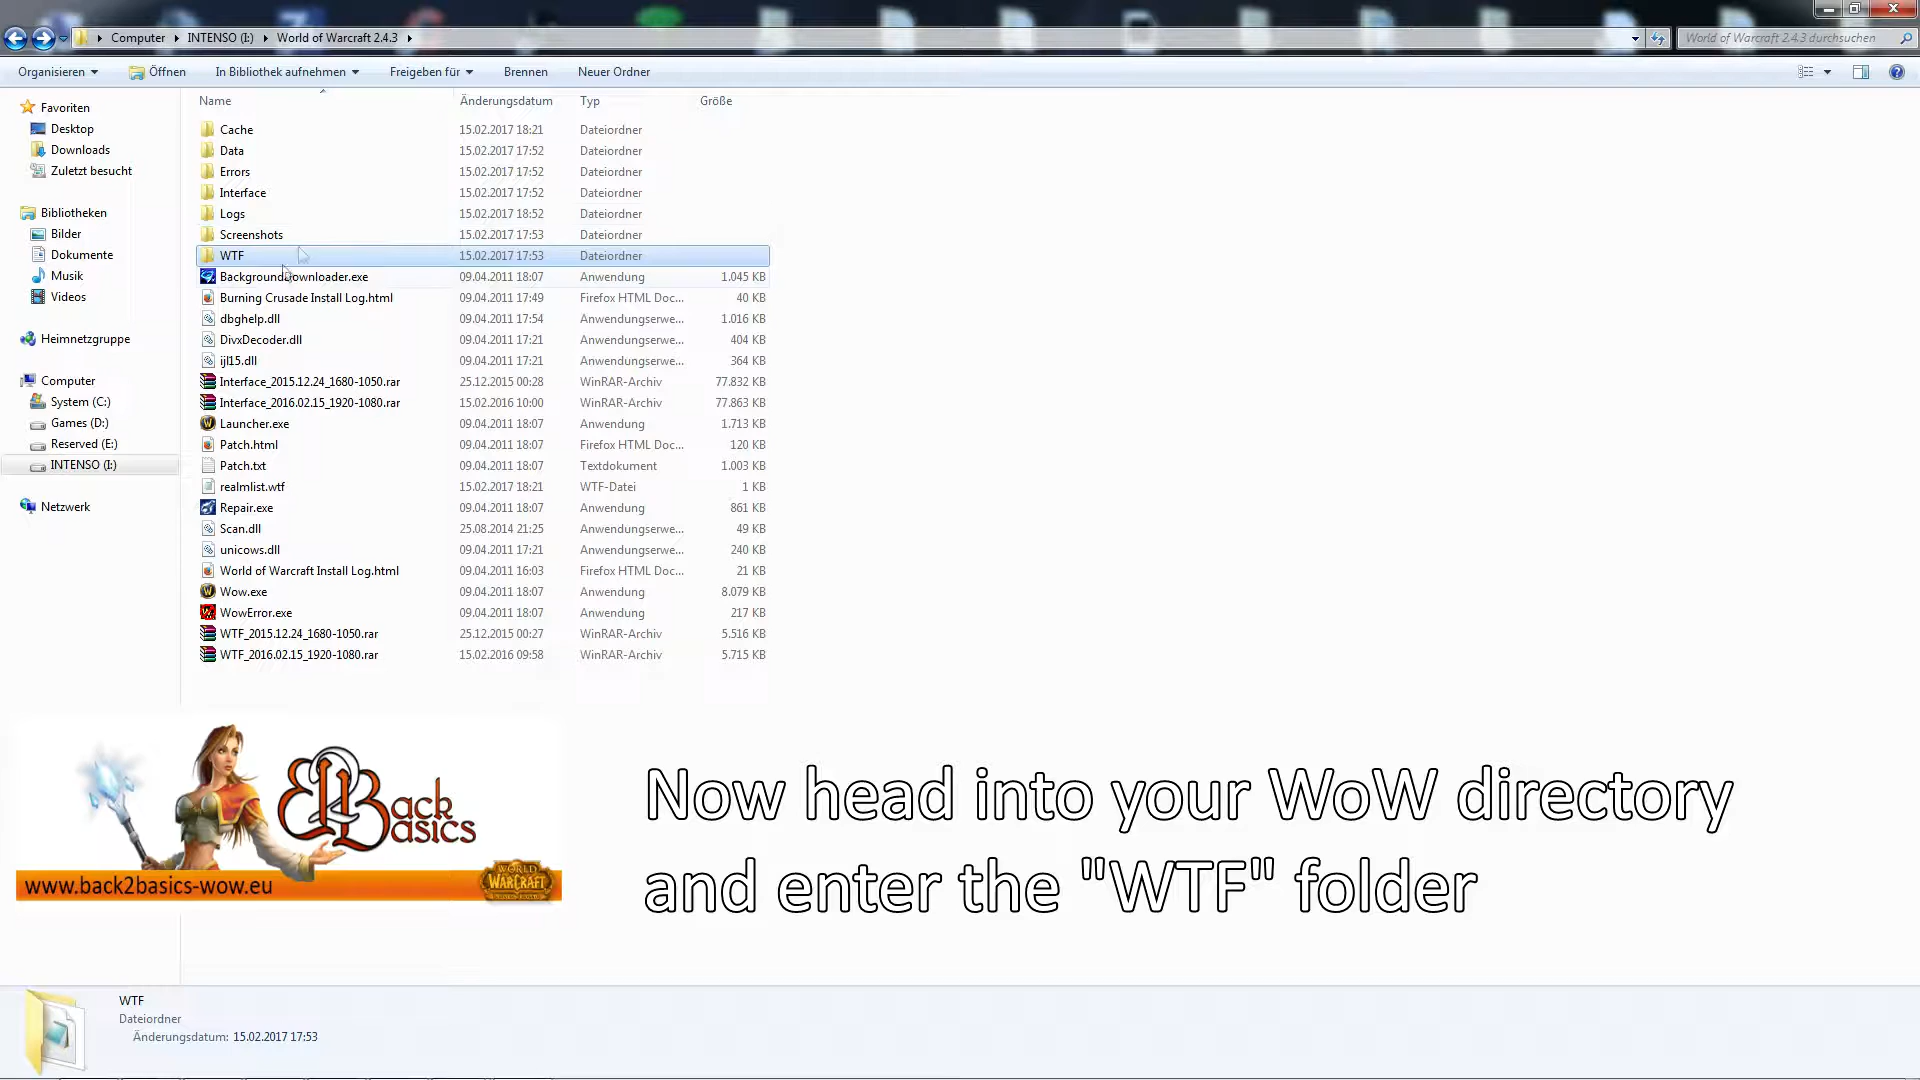 Computer INTENSO (I:) World of Warcraft 2.4.3
World of Warcraft 2.4.3 durchsuchen
Organisieren Öffnen In Bibliothek aufnehmen Freigeben für Brennen Neuer Ordner
Favoriten
Desktop
Downloads
Zuletzt besucht
Bibliotheken
Bilder
Dokumente
Musik
Videos
Heimnetzgruppe
Computer
System (C:)
Games (D:)
Reserved (E:)
INTENSO (I:)
Netzwerk
Name Änderungsdatum Typ Größe
Cache 15.02.2017 18:21 Dateiordner
Data 15.02.2017 17:52 Dateiordner
Errors 15.02.2017 17:52 Dateiordner
Interface 15.02.2017 17:52 Dateiordner
Logs 15.02.2017 18:52 Dateiordner
Screenshots 15.02.2017 17:53 Dateiordner
WTF 15.02.2017 17:53 Dateiordner
BackgroundDownloader.exe 09.04.2011 18:07 Anwendung 1.045 KB
Burning Crusade Install Log.html 09.04.2011 17:49 Firefox HTML Doc... 40 KB
dbghelp.dll 09.04.2011 17:54 Anwendungserwe... 1.016 KB
DivxDecoder.dll 09.04.2011 17:21 Anwendungserwe... 404 KB
ijl15.dll 09.04.2011 17:21 Anwendungserwe... 364 KB
Interface_2015.12.24_1680-1050.rar 25.12.2015 00:28 WinRAR-Archiv 77.832 KB
Interface_2016.02.15_1920-1080.rar 15.02.2016 10:00 WinRAR-Archiv 77.863 KB
Launcher.exe 09.04.2011 18:07 Anwendung 1.713 KB
Patch.html 09.04.2011 18:07 Firefox HTML Doc... 120 KB
Patch.txt 09.04.2011 18:07 Textdokument 1.003 KB
realmlist.wtf 15.02.2017 18:21 WTF-Datei 1 KB
Repair.exe 09.04.2011 18:07 Anwendung 861 KB
Scan.dll 25.08.2014 21:25 Anwendungserwe... 49 KB
unicows.dll 09.04.2011 17:21 Anwendungserwe... 240 KB
World of Warcraft Install Log.html 09.04.2011 16:03 Firefox HTML Doc... 21 KB
Wow.exe 09.04.2011 18:07 Anwendung 8.079 KB
WowError.exe 09.04.2011 18:07 Anwendung 217 KB
WTF_2015.12.24_1680-1050.rar 25.12.2015 00:27 WinRAR-Archiv 5.516 KB
WTF_2016.02.15_1920-1080.rar 15.02.2016 09:58 WinRAR-Archiv 5.715 KB
Back
Basics
www.back2basics-wow.eu
WORLD
WARCRAFT
Now head into your WoW directory
and enter the "WTF" folder
WTF
Dateiordner
Änderungsdatum: 15.02.2017 17:53